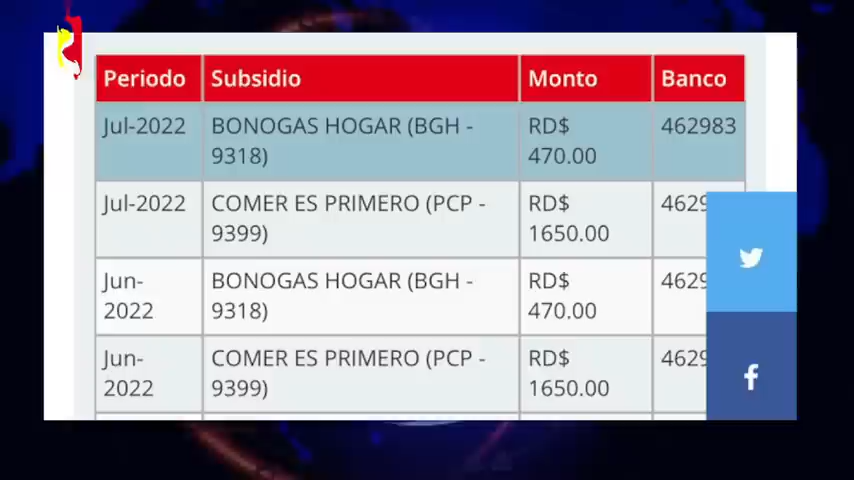 Periodo Subsidio Monto Banco
Jul-2022 BONOGAS HOGAR (BGH - RD$ 462983
9318) 470.00
Jul-2022 COMER ES PRIMERO (PCP - RD$ 4629
9399) 1650.00
Jun- BONOGAS HOGAR (BGH - RD$ 4629
2022 9318) 470.00
Jun- COMER ES PRIMERO (PCP - RD$ 4629
2022 9399) 1650.00